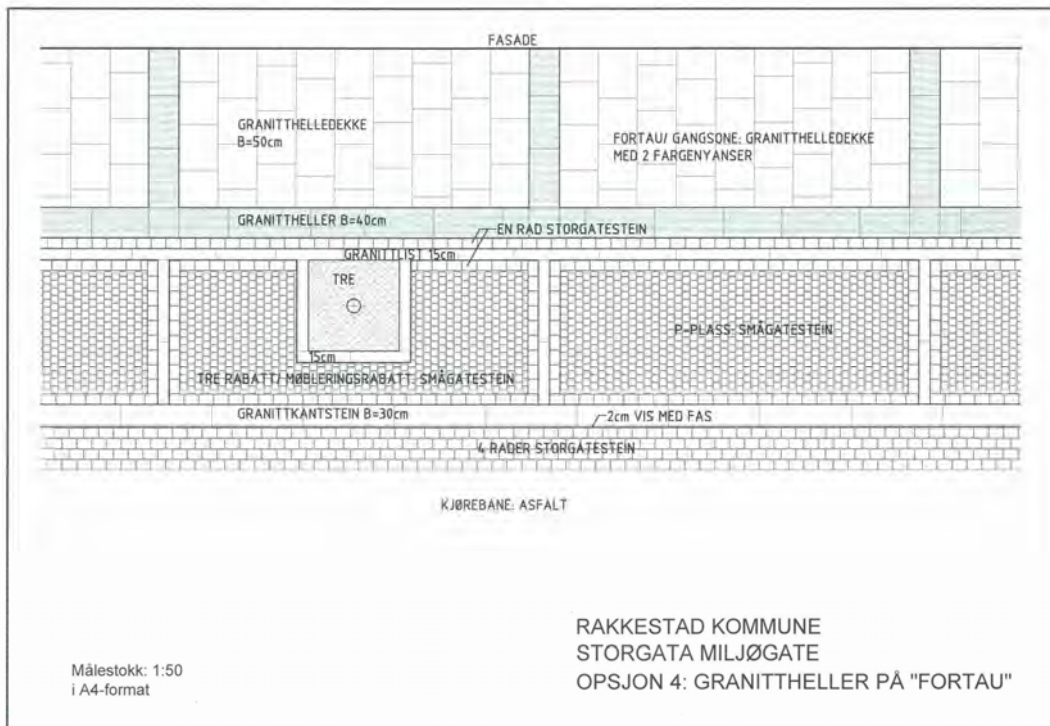 FASADE
GRANITTHELLEDEKKE
B=50cm
FORTAU/ GANGSONE: GRANITTHELLEDEKKE
MED 2 FARGENYANSER
GRANITTHELLER B=40cm
EN RAD STORGATESTEIN
GRANITTLIST 15cm
TRE
P-PLASS: SMÅGATESTEIN
15cm
TRE RABATT/ MØBLERINGSRABATT: SMÅGATESTEIN
GRANITTKANTSTEIN B=30cm
2cm VIS MED FAS
4 RADER STORGATESTEIN
KJØREBANE: ASFALT
Målestokk: 1:50
i A4-format
RAKKESTAD KOMMUNE
STORGATA MILJØGATE
OPSJON 4: GRANITTHELLER PÅ "FORTAU"